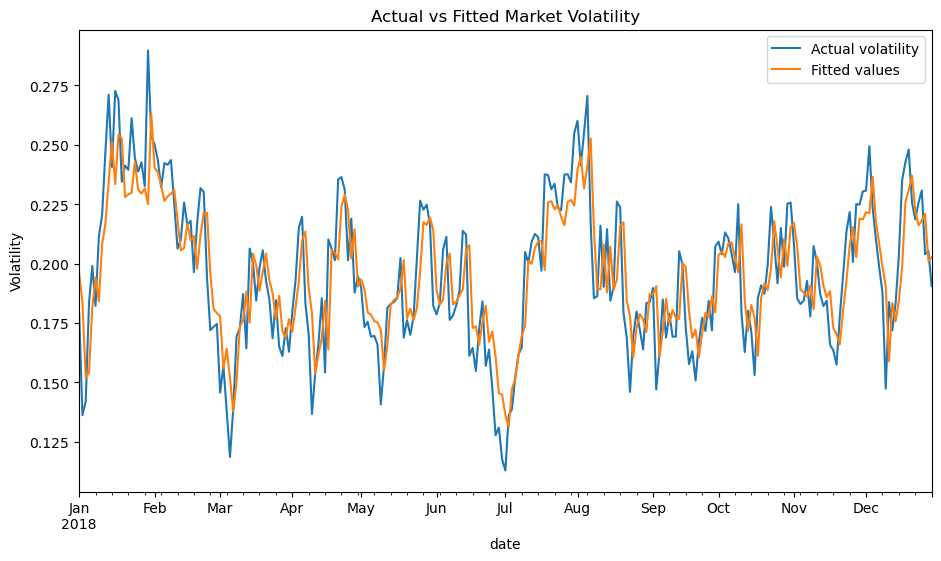 Actual vs Fitted Market Volatility
Actual volatility
Fitted values
Volatility
0.275
0.250
0.225
0.200
0.175
0.150
0.125
Jan Feb Mar Apr May Jun Jul Aug Sep Oct Nov Dec
2018
date